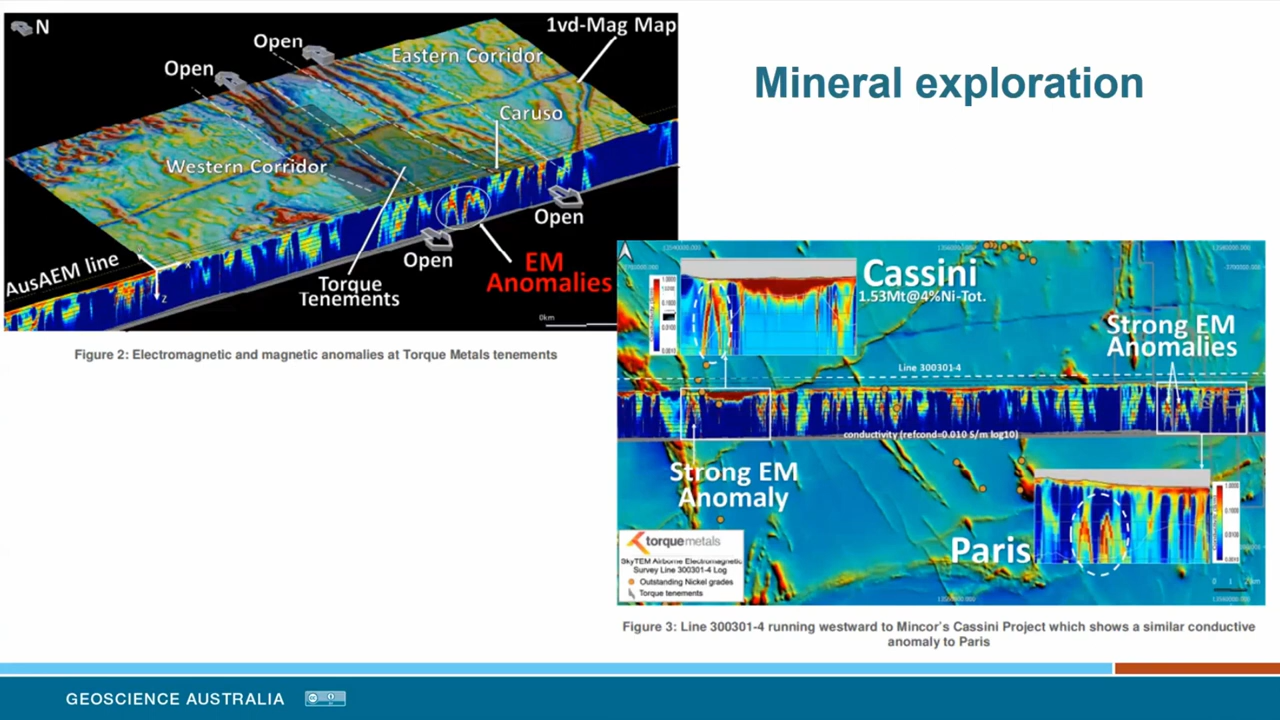 Mineral exploration
N
Open
Open
1vd-Mag Map
Eastern Corridor
Caruso
Western Corridor
Open
Open
AusAEM line
Torque
Tenements
EM
Anomalies
0km
X
Z
Figure 2: Electromagnetic and magnetic anomalies at Torque Metals tenements
Cassini
1.53Mt@4%Ni-Tot.
Strong EM
Anomalies
Line 300301-4
conductivity (refcond=0.010 S/m log10)
Strong EM
Anomaly
Paris
torquemetals
SkyTEM Airborne Electromagnetic
Survey Line 300301-4 Log
Outstanding Nickel grades
Torque tenements
Figure 3: Line 300301-4 running westward to Mincor's Cassini Project which shows a similar conductive
anomaly to Paris
GEOSCIENCE AUSTRALIA